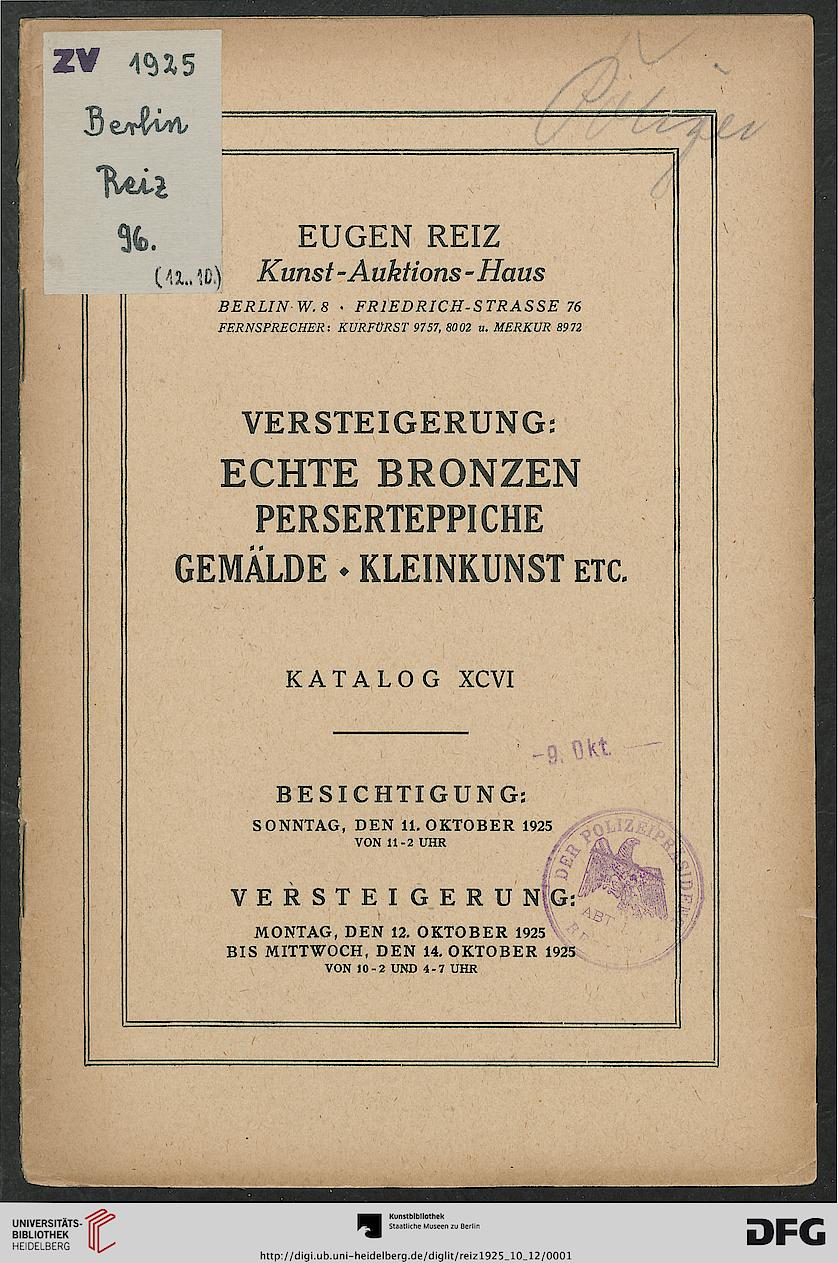 ZV 1925
Berlin
Reiz
96.
(12..10.)
EUGEN REIZ
Kunst-Auktions-Haus
BERLIN W. 8 · FRIEDRICH-STRASSE 76
FERNSPRECHER: KURFÜRST 9757, 8002 u. MERKUR 8972
VERSTEIGERUNG:
ECHTE BRONZEN
PERSERTEPPICHE
GEMÄLDE • KLEINKUNST ETC.
KATALOG XCVI
-9. Okt.
BESICHTIGUNG:
SONNTAG, DEN 11. OKTOBER 1925
VON 11-2 UHR
DER POLIZEIPRÄSIDENT
ABT
VERSTEIGERUNG:
MONTAG, DEN 12. OKTOBER 1925
BIS MITTWOCH, DEN 14. OKTOBER 1925
VON 10-2 UND 4-7 UHR
UNIVERSITÄTS-
BIBLIOTHEK
HEIDELBERG
Kunstbibliothek
Staatliche Museen zu Berlin
DFG
http://digi.ub.uni-heidelberg.de/diglit/reiz1925_10_12/0001